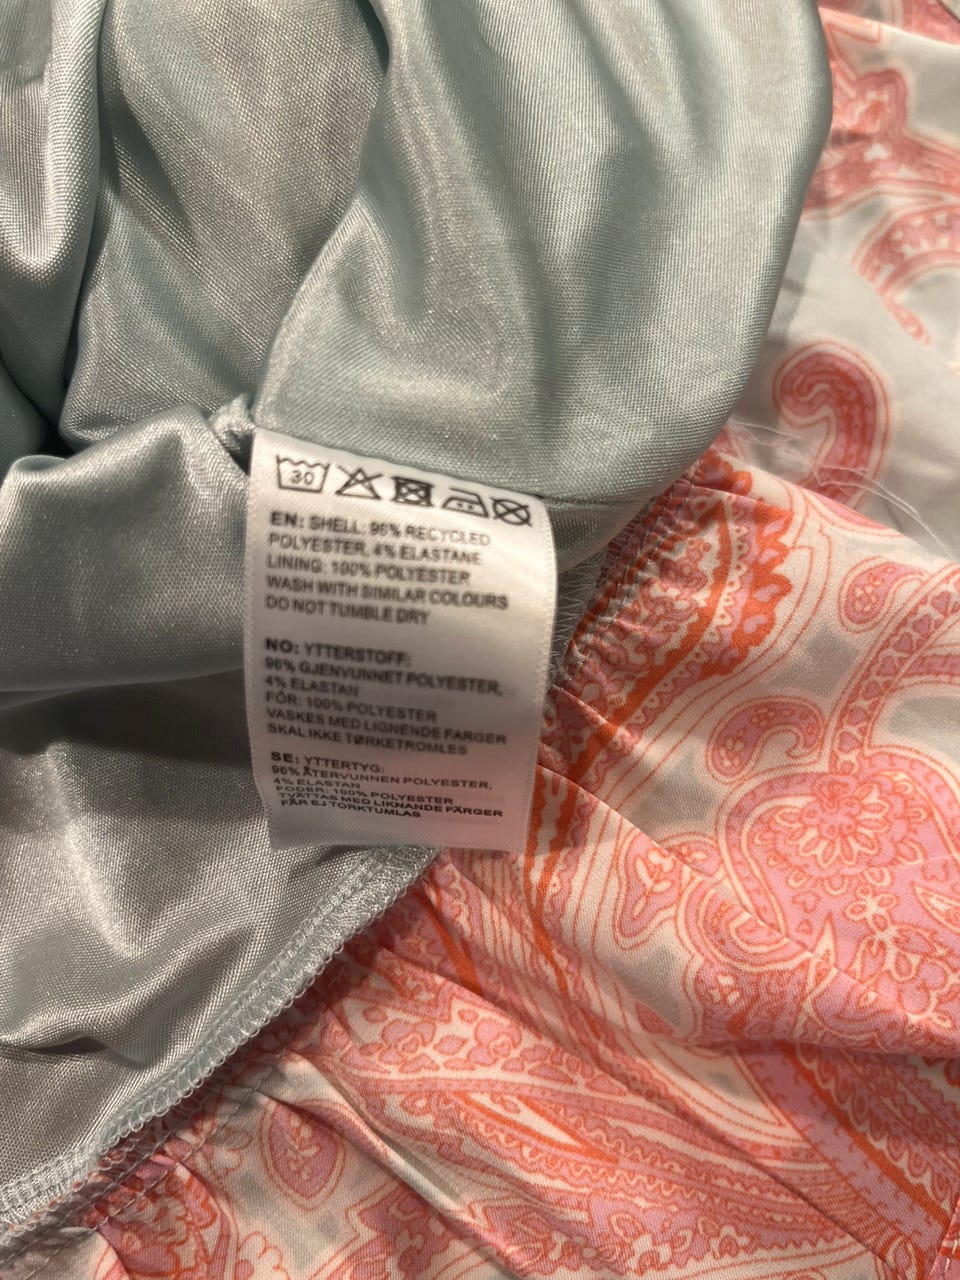 30
EN: SHELL: 96% RECYCLED
POLYESTER, 4% ELASTANE
LINING: 100% POLYESTER
WASH WITH SIMILAR COLOURS
DO NOT TUMBLE DRY
NO: YTTERSTOFF:
96% GJENVUNNET POLYESTER,
4% ELASTAN
FÔR: 100% POLYESTER
VASKES MED LIGNENDE FARGER
SKAL IKKE TØRKETROMLES
SE: YTTERTYG:
96% ÅTERVUNNEN POLYESTER,
4% ELASTAN
FODER: 100% POLYESTER
TVÄTTAS MED LIKNANDE FÄRGER
FÅR EJ TORKTUMLAS